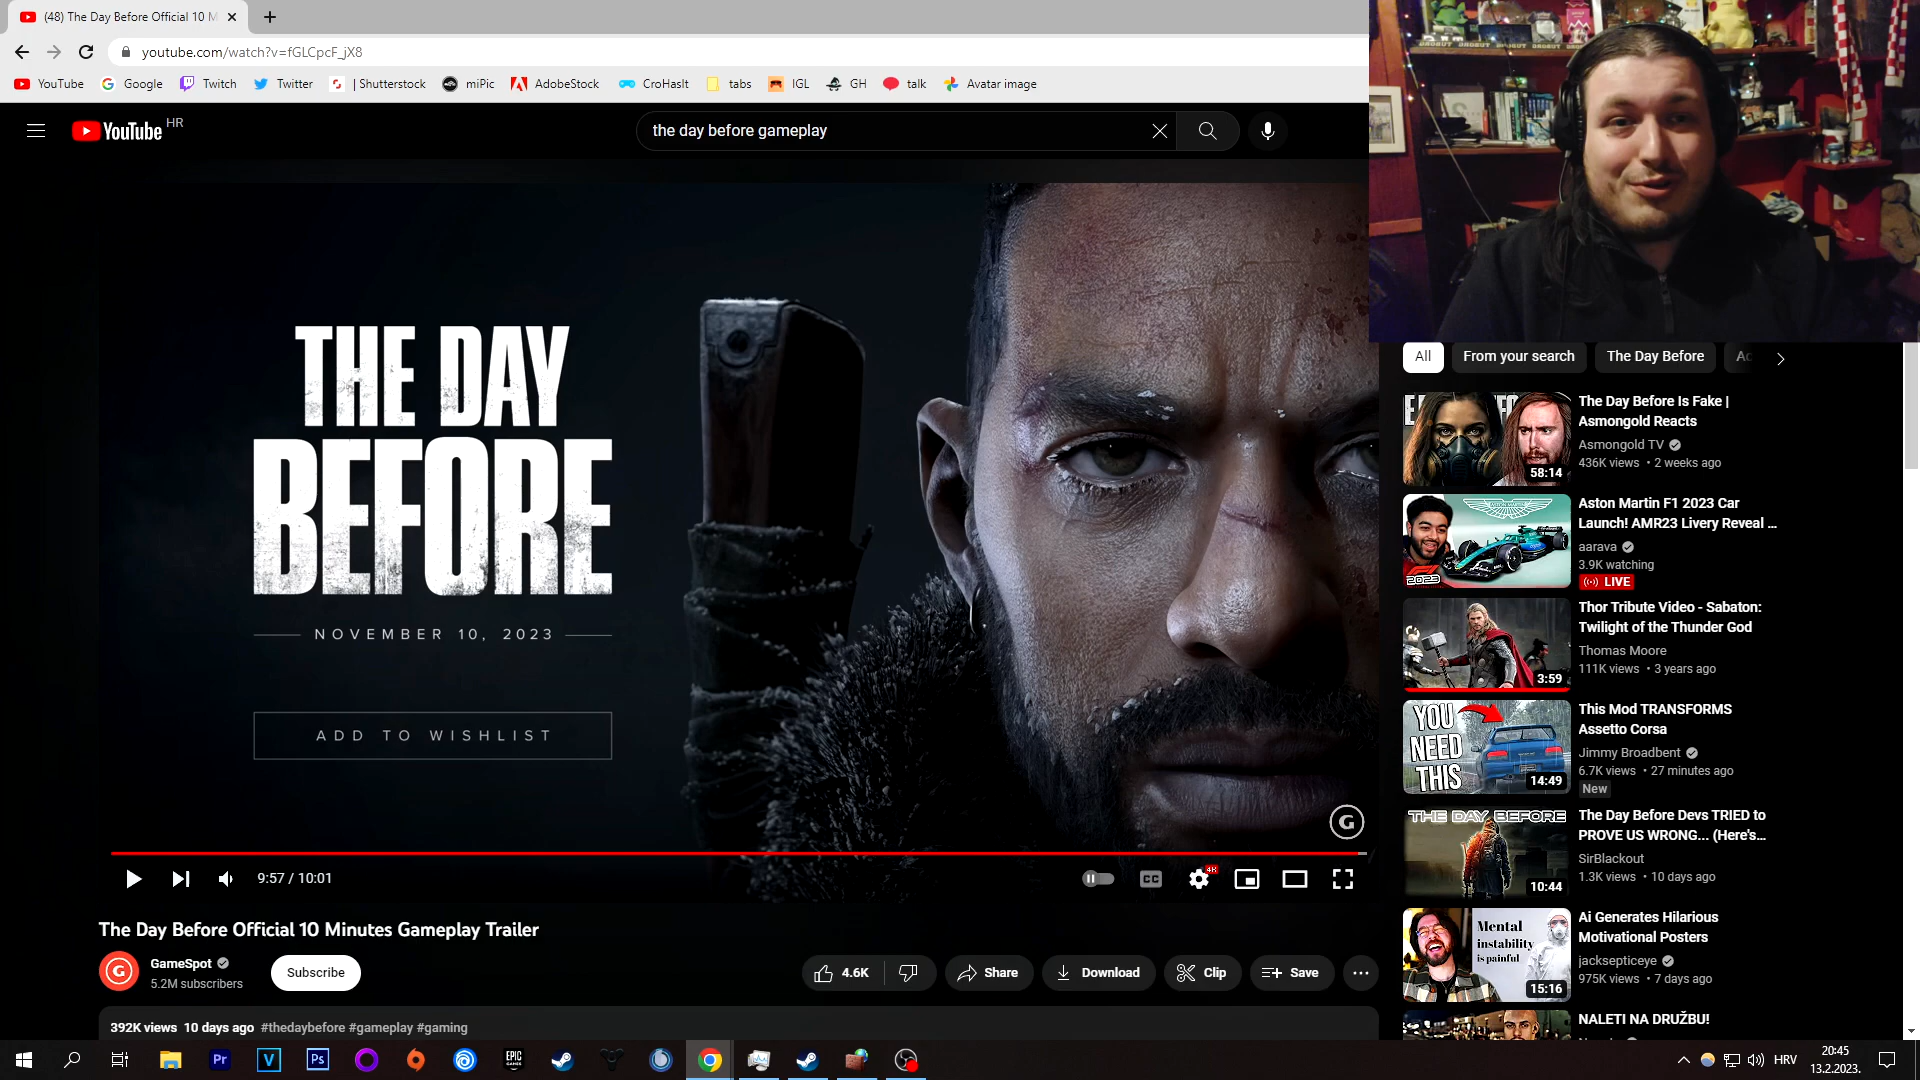 (48) The Day Before Official 10 M
youtube.com/watch?v=fGLCpcF_jX8
YouTube
Google
Twitch
Twitter
| Shutterstock
miPic
AdobeStock
CroHasIt
tabs
IGL
GH
talk
Avatar image
YouTube HR
the day before gameplay
THE DAY
BEFORE
NOVEMBER 10, 2023
ADD TO WISHLIST
G
9:57 / 10:01
CC
4K
The Day Before Official 10 Minutes Gameplay Trailer
GameSpot
5.2M subscribers
Subscribe
4.6K
Share
Download
Clip
Save
392K views 10 days ago #thedaybefore #gameplay #gaming
All
From your search
The Day Before
The Day Before Is Fake |
Asmongold Reacts
Asmongold TV
436K views • 2 weeks ago
58:14
Aston Martin F1 2023 Car
Launch! AMR23 Livery Reveal ...
aarava
3.9K watching
LIVE
2023
Thor Tribute Video - Sabaton:
Twilight of the Thunder God
Thomas Moore
111K views • 3 years ago
3:59
This Mod TRANSFORMS
Assetto Corsa
Jimmy Broadbent
6.7K views • 27 minutes ago
New
YOU
NEED
THIS
14:49
The Day Before Devs TRIED to
PROVE US WRONG... (Here's...
SirBlackout
1.3K views • 10 days ago
THE DAY BEFORE
10:44
Ai Generates Hilarious
Motivational Posters
jacksepticeye
975K views • 7 days ago
Mental
instability
is painful
15:16
NALETI NA DRUŽBU!
Pr
V
Ps
EPIC
GAMES
HRV
20:45
13.2.2023.